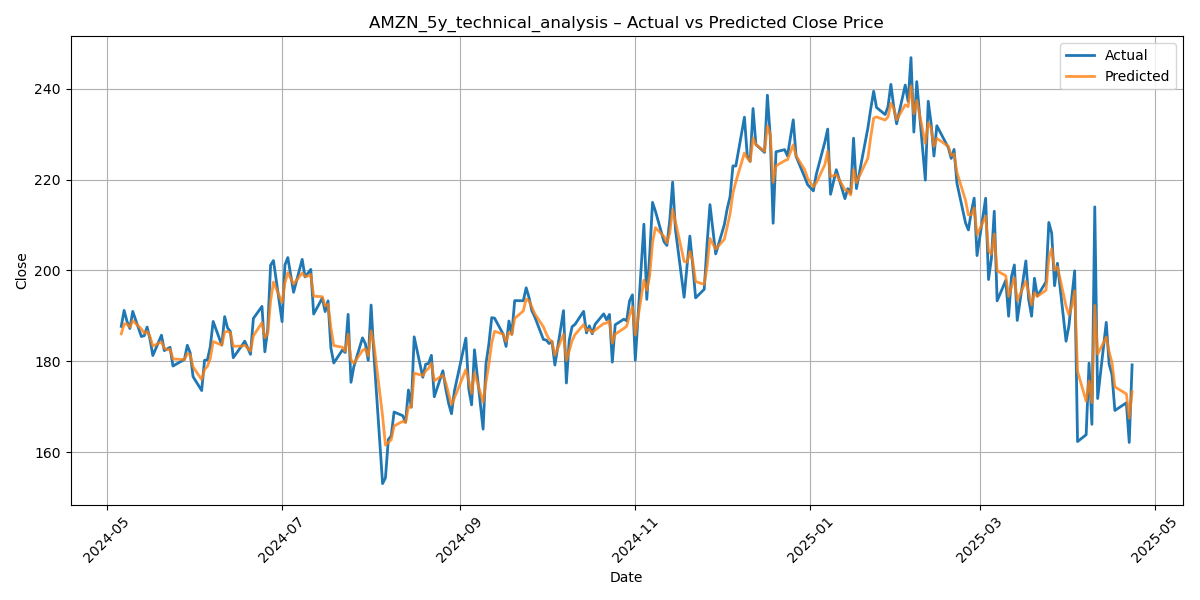 AMZN_5y_technical_analysis – Actual vs Predicted Close Price
Actual
Predicted
240
220
200
180
160
Close
2024-05
2024-07
2024-09
2024-11
2025-01
2025-03
2025-05
Date